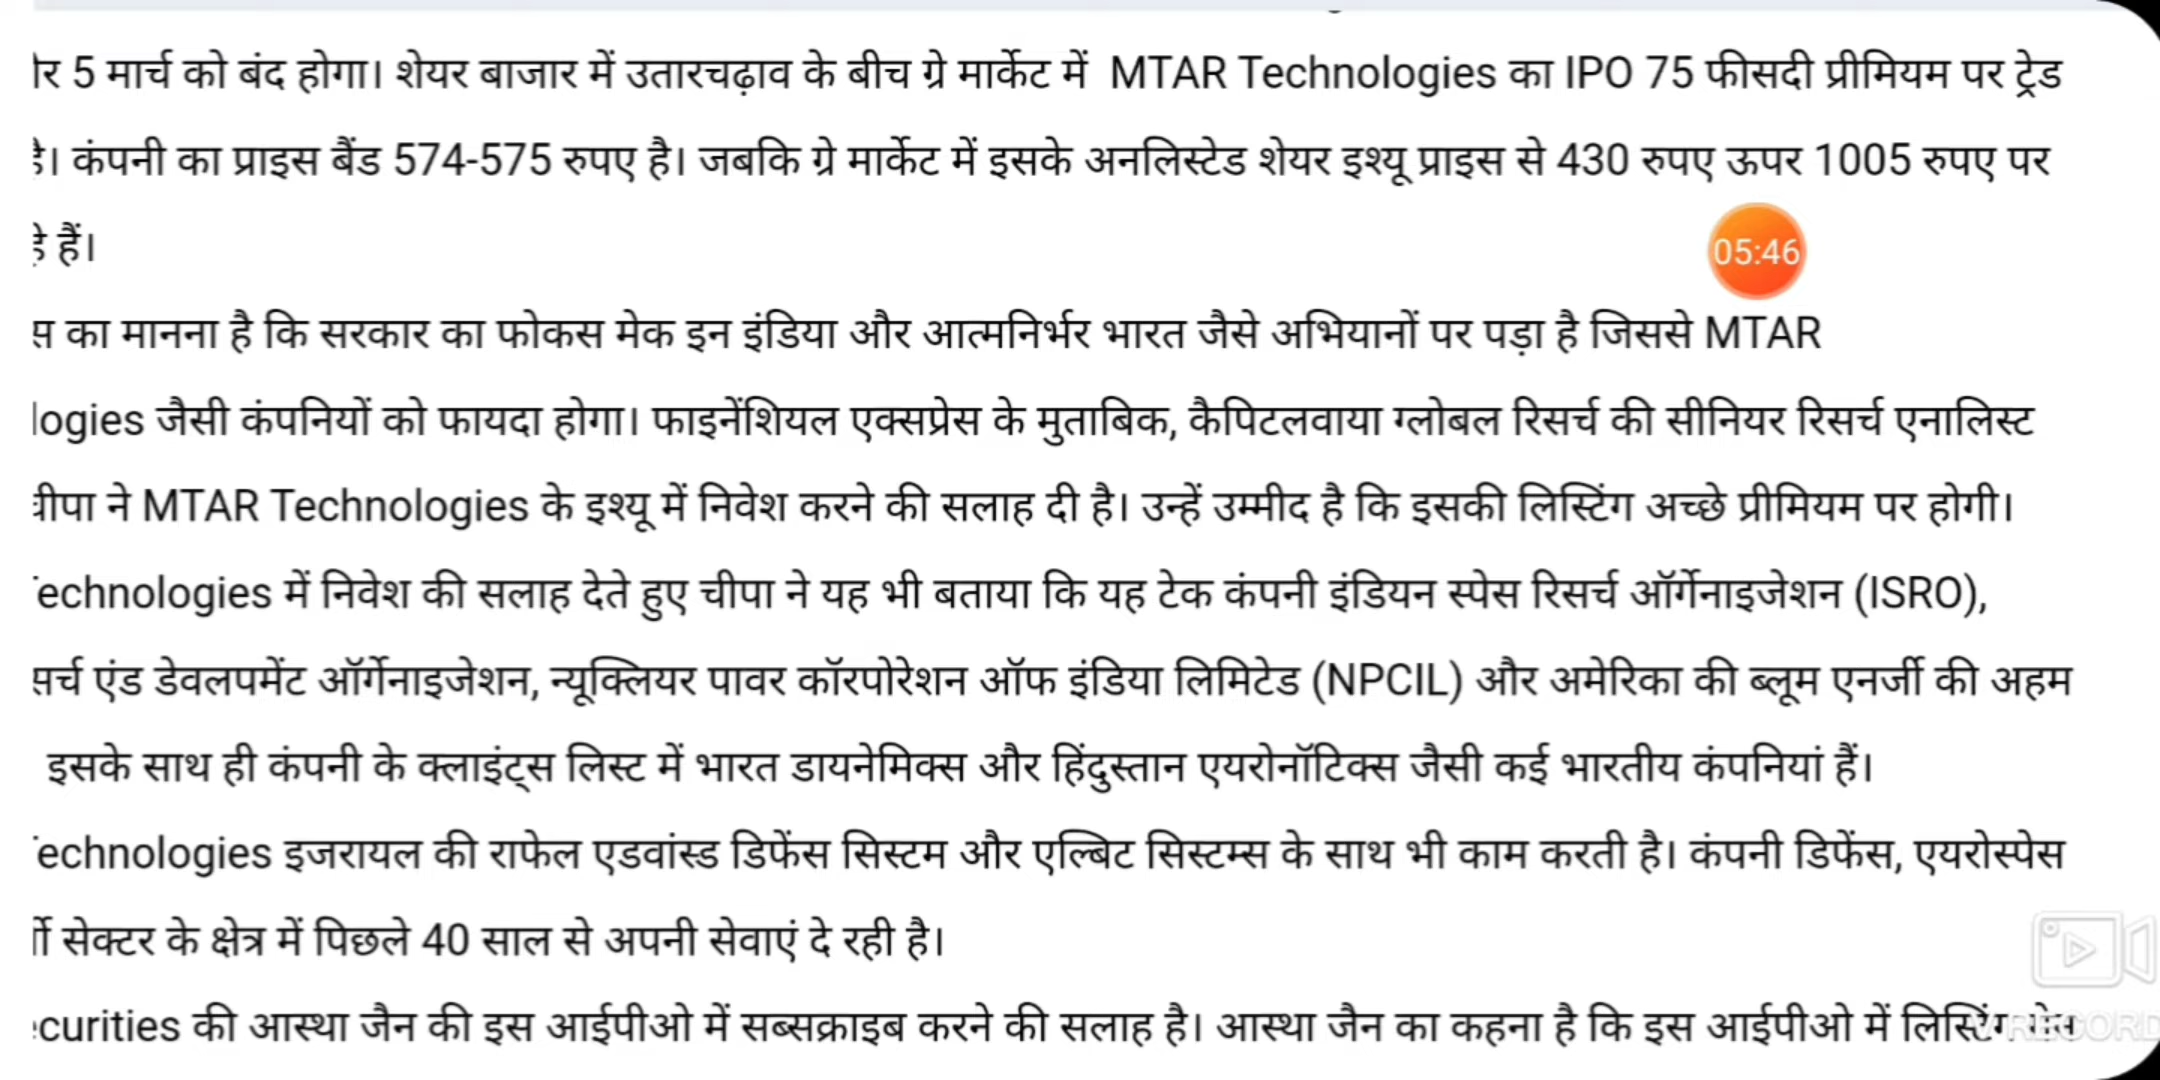 5 मार्च को बंद होगा। शेयर बाजार में उतारचढ़ाव के बीच ग्रे मार्केट में MTAR Technologies का IPO 75 फीसदी प्रीमियम पर ट्रेड
है। कंपनी का प्राइस बैंड 574-575 रुपए है। जबकि ग्रे मार्केट में इसके अनलिस्टेड शेयर इश्यू प्राइस से 430 रुपए ऊपर 1005 रुपए पर
हैं।
05:46
का मानना है कि सरकार का फोकस मेक इन इंडिया और आत्मनिर्भर भारत जैसे अभियानों पर पड़ा है जिससे MTAR
logies जैसी कंपनियों को फायदा होगा। फाइनेंशियल एक्सप्रेस के मुताबिक, कैपिटलवाया ग्लोबल रिसर्च की सीनियर रिसर्च एनालिस्ट
चीपा ने MTAR Technologies के इश्यू में निवेश करने की सलाह दी है। उन्हें उम्मीद है कि इसकी लिस्टिंग अच्छे प्रीमियम पर होगी।
echnologies में निवेश की सलाह देते हुए चीपा ने यह भी बताया कि यह टेक कंपनी इंडियन स्पेस रिसर्च ऑर्गेनाइजेशन (ISRO),
सर्च एंड डेवलपमेंट ऑर्गेनाइजेशन, न्यूक्लियर पावर कॉरपोरेशन ऑफ इंडिया लिमिटेड (NPCIL) और अमेरिका की ब्लूम एनर्जी की अहम
इसके साथ ही कंपनी के क्लाइंट्स लिस्ट में भारत डायनेमिक्स और हिंदुस्तान एयरोनॉटिक्स जैसी कई भारतीय कंपनियां हैं।
echnologies इजरायल की राफेल एडवांस्ड डिफेंस सिस्टम और एल्बिट सिस्टम्स के साथ भी काम करती है। कंपनी डिफेंस, एयरोस्पेस
सेक्टर के क्षेत्र में पिछले 40 साल से अपनी सेवाएं दे रही है।
curities की आस्था जैन की इस आईपीओ में सब्सक्राइब करने की सलाह है। आस्था जैन का कहना है कि इस आईपीओ में लिस्टिंग गेन